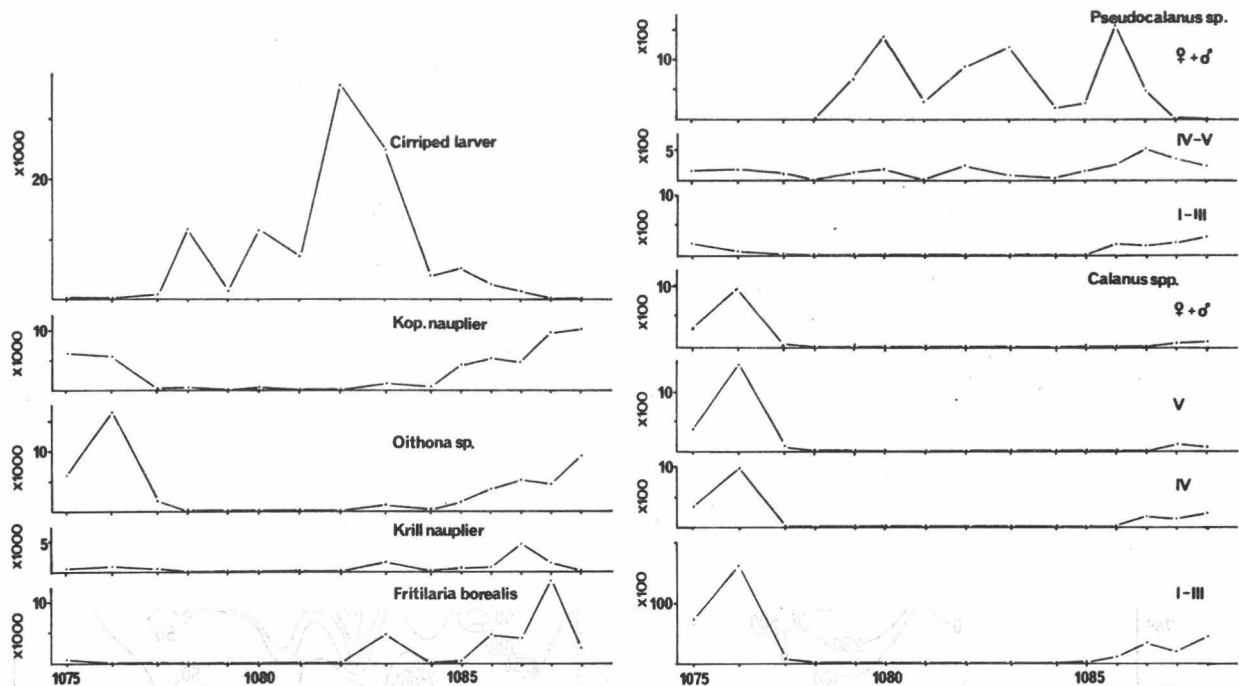 x1000
20
Cirriped larver
x1000
10
Kop. nauplier
x1000
10
Oithona sp.
x1000
5
Krill nauplier
x1000
10
Fritilaria borealis
1075
1080
1085
x100
10
Pseudocalanus sp.
♀+♂
x100
5
IV-V
x100
10
I-III
x100
10
Calanus spp.
♀+♂
x100
10
V
x100
10
IV
x100
100
I-III
1075
1080
1085